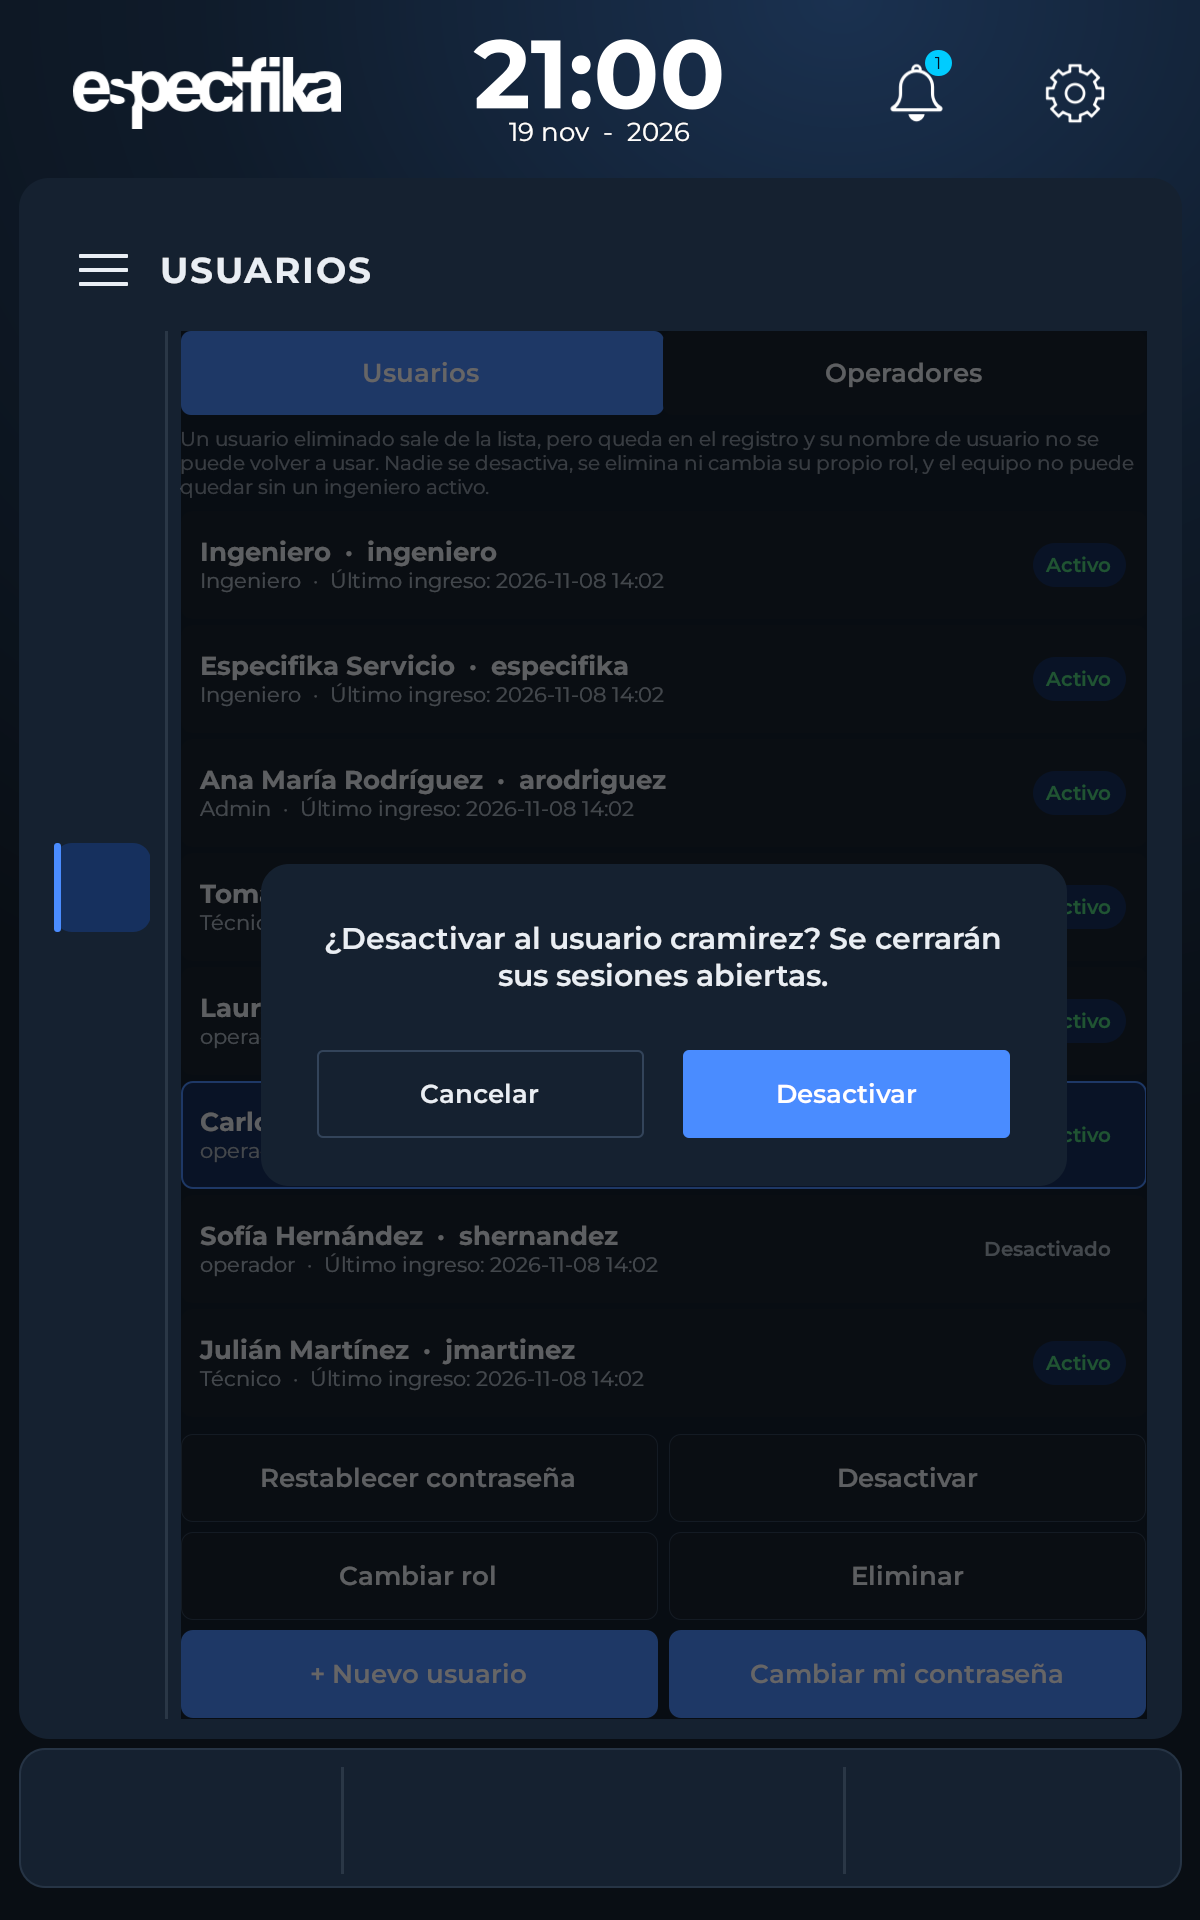 especifika
21:00
19 nov - 2026
1
USUARIOS
Usuarios
Operadores
Un usuario eliminado sale de la lista, pero queda en el registro y su nombre de usuario no se
puede volver a usar. Nadie se desactiva, se elimina ni cambia su propio rol, y el equipo no puede
quedar sin un ingeniero activo.
Ingeniero · ingeniero
Ingeniero · Último ingreso: 2026-11-08 14:02
Activo
Especifika Servicio · especifika
Ingeniero · Último ingreso: 2026-11-08 14:02
Activo
Ana María Rodríguez · arodriguez
Admin · Último ingreso: 2026-11-08 14:02
Activo
¿Desactivar al usuario cramirez? Se cerrarán
sus sesiones abiertas.
Cancelar
Desactivar
Sofía Hernández · shernandez
operador · Último ingreso: 2026-11-08 14:02
Desactivado
Julián Martínez · jmartinez
Técnico · Último ingreso: 2026-11-08 14:02
Activo
Restablecer contraseña
Desactivar
Cambiar rol
Eliminar
+ Nuevo usuario
Cambiar mi contraseña